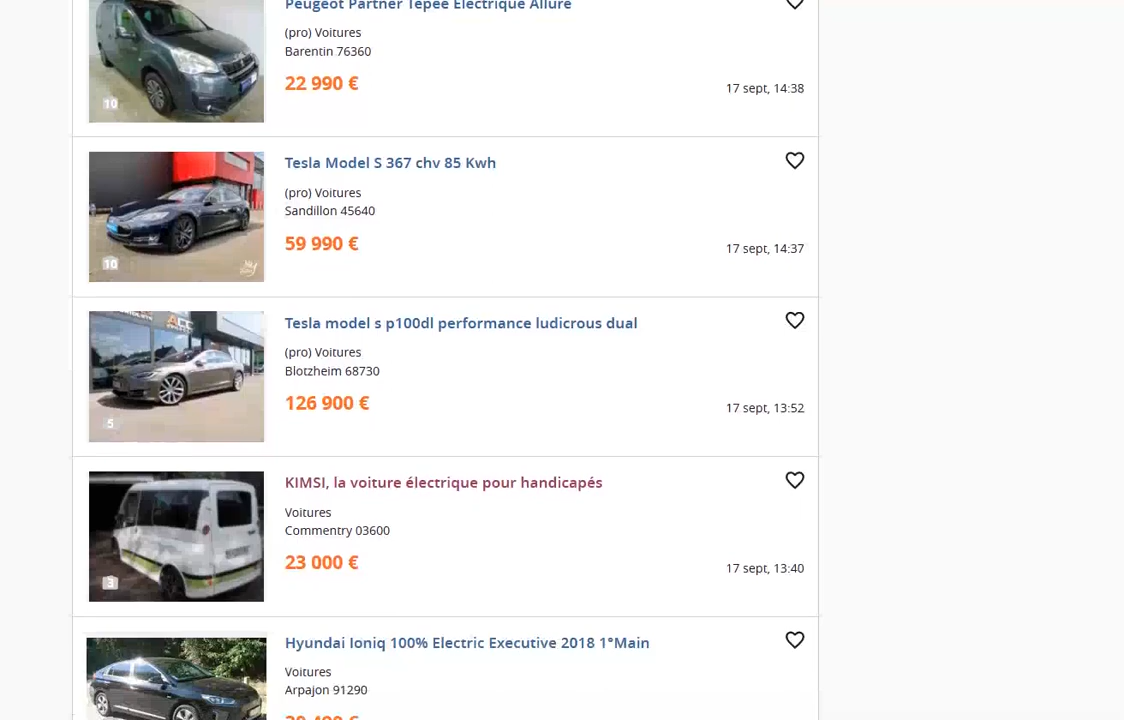 Peugeot Partner Tepee Electrique Allure
(pro) Voitures
Barentin 76360
22 990 €
17 sept, 14:38
10
Tesla Model S 367 chv 85 Kwh
(pro) Voitures
Sandillon 45640
59 990 €
17 sept, 14:37
10
Tesla model s p100dl performance ludicrous dual
(pro) Voitures
Blotzheim 68730
126 900 €
17 sept, 13:52
5
KIMSI, la voiture électrique pour handicapés
Voitures
Commentry 03600
23 000 €
17 sept, 13:40
3
Hyundai Ioniq 100% Electric Executive 2018 1°Main
Voitures
Arpajon 91290